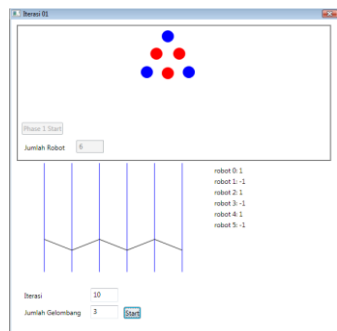 Iterasi 01
Phase 1 Start
Jumlah Robot 6
robot 0: 1
robot 1: -1
robot 2: 1
robot 3: -1
robot 4: 1
robot 5: -1
Iterasi 10
Jumlah Gelombang 3 Start